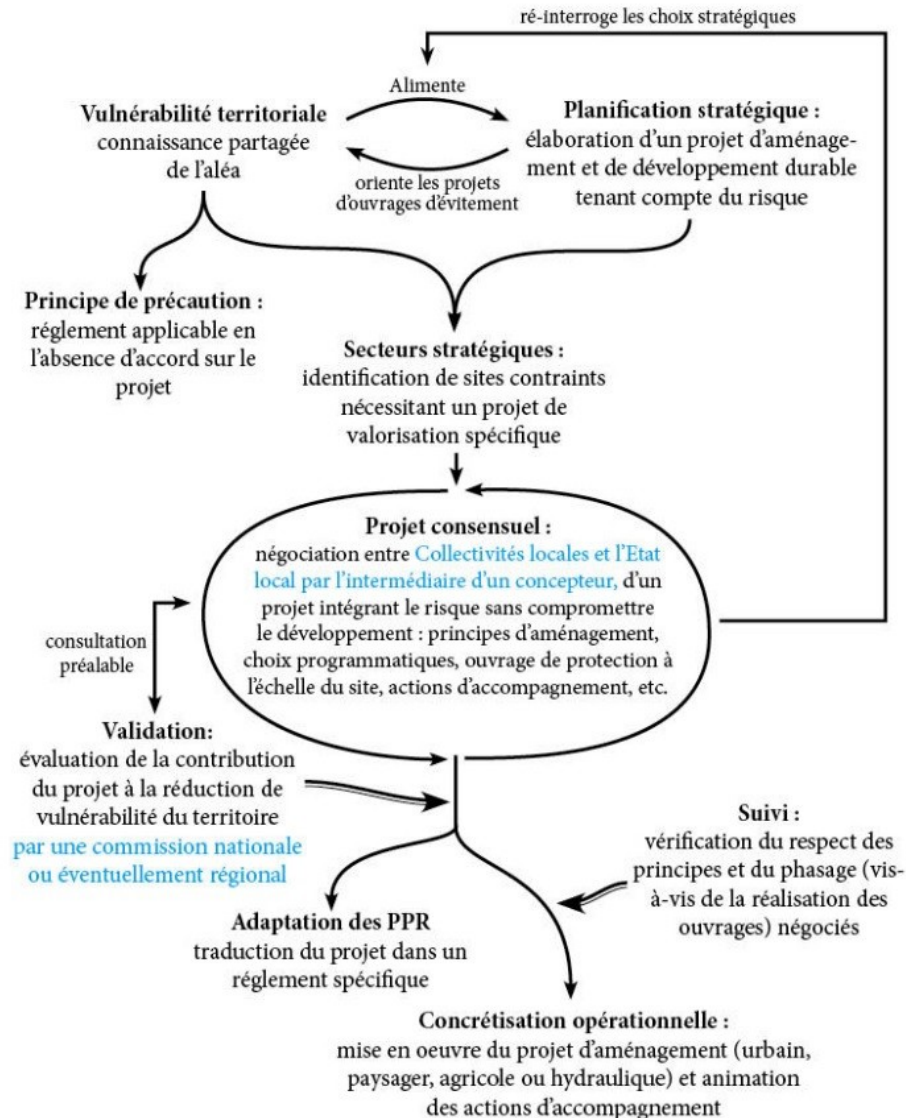 ré-interroge les choix stratégiques
Alimente
Vulnérabilité territoriale
connaissance partagée
de l'aléa
Planification stratégique :
élaboration d'un projet d'aménage-
ment et de développement durable
tenant compte du risque
oriente les projets
d'ouvrages d'évitement
Principe de précaution :
réglement applicable en
l'absence d'accord sur le
projet
Secteurs stratégiques :
identification de sites contraints
nécessitant un projet de
valorisation spécifique
Projet consensuel :
négociation entre Collectivités locales et l'Etat
local par l'intermédiaire d'un concepteur, d'un
projet intégrant le risque sans compromettre
le développement : principes d'aménagement,
choix programmatiques, ouvrage de protection à
l'échelle du site, actions d'accompagnement, etc.
consultation
préalable
Validation:
évaluation de la contribution
du projet à la réduction de
vulnérabilité du territoire
par une commission nationale
ou éventuellement régional
Suivi :
vérification du respect des
principes et du phasage (vis-
à-vis de la réalisation des
ouvrages) négociés
Adaptation des PPR
traduction du projet dans un
réglement spécifique
Concrétisation opérationnelle :
mise en oeuvre du projet d'aménagement (urbain,
paysager, agricole ou hydraulique) et animation
des actions d'accompagnement